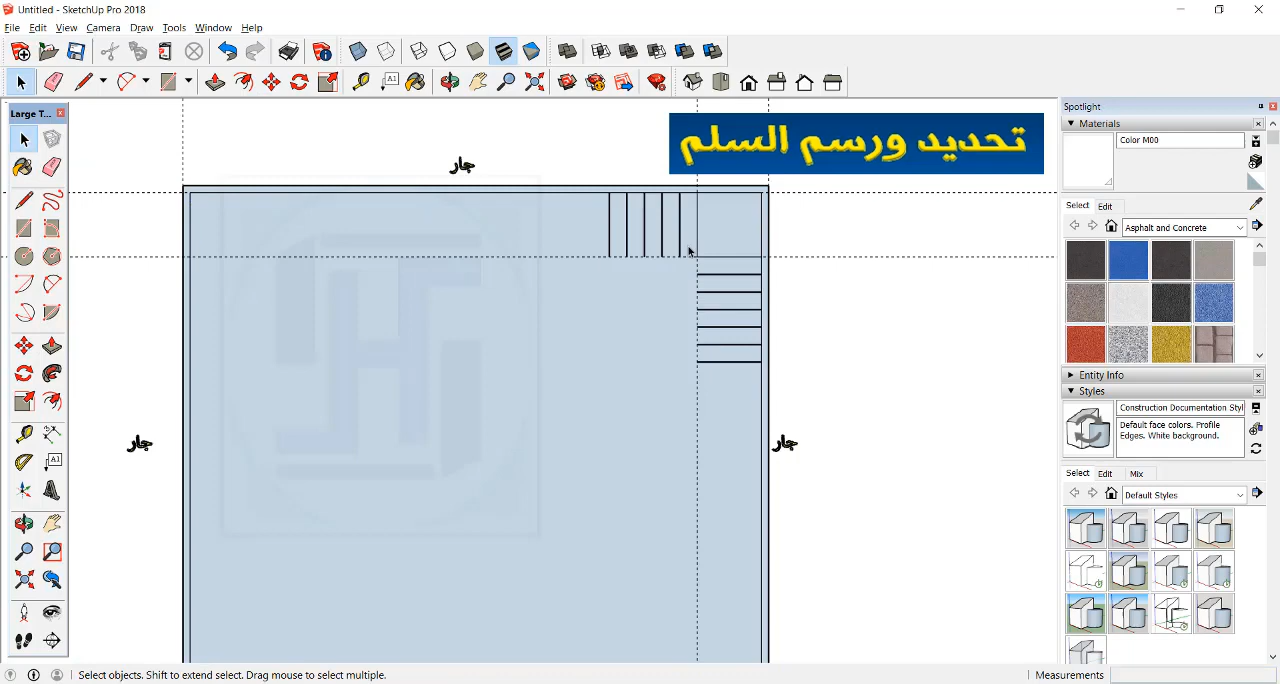 Untitled - SketchUp Pro 2018
File Edit View Camera Draw Tools Window Help
A1
Large T...
A1
تحديد ورسم السلم
جار
جار
جار
Spotlight
Materials
Color M00
Select Edit
Asphalt and Concrete
Entity Info
Styles
Construction Documentation Styl
Default face colors. Profile
Edges. White background.
Select Edit Mix
Default Styles
Select objects. Shift to extend select. Drag mouse to select multiple.
Measurements